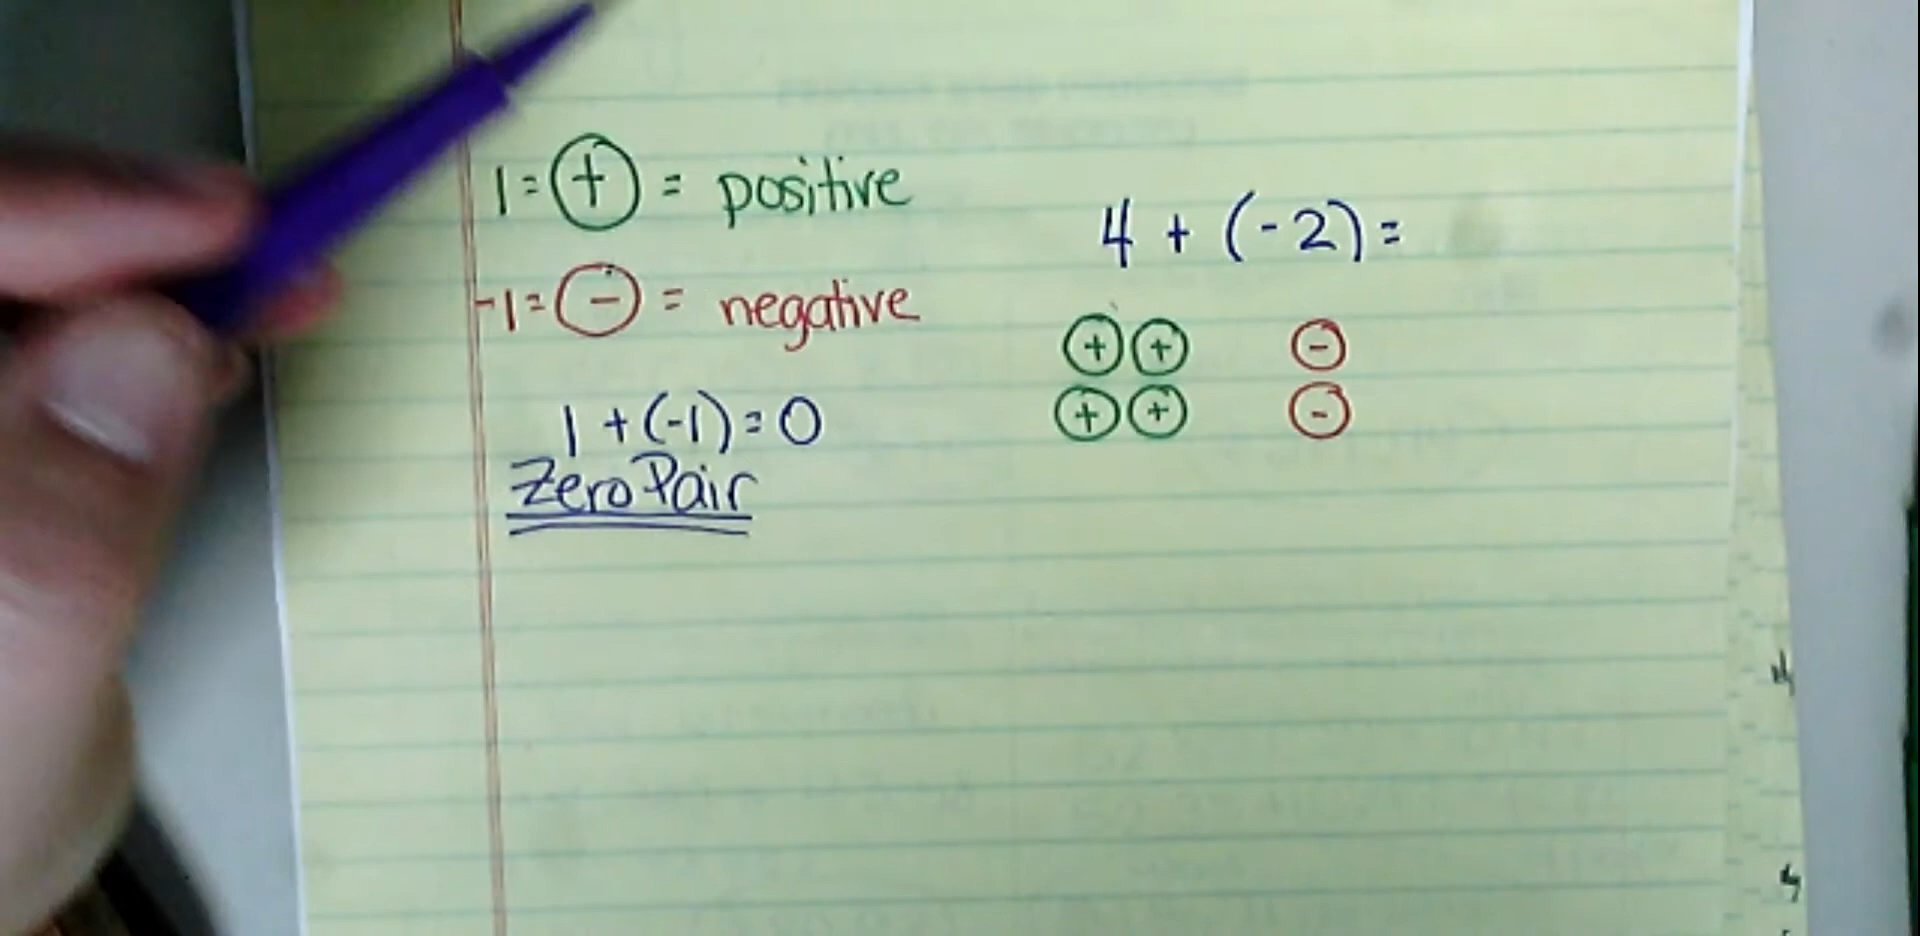 1 = + = positive
-1 = - = negative
1 + (-1) = 0
Zero Pair
4 + (-2) =
+ + -
+ + -